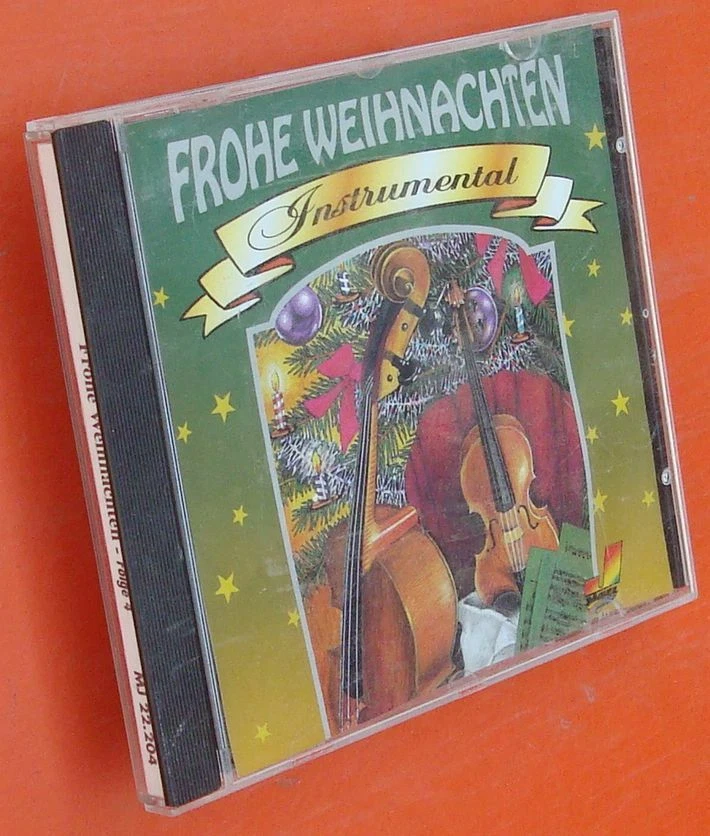 FROHE WEIHNACHTEN
Instrumental
Frohe Weihnachten - Folge 4 MJ 22.204